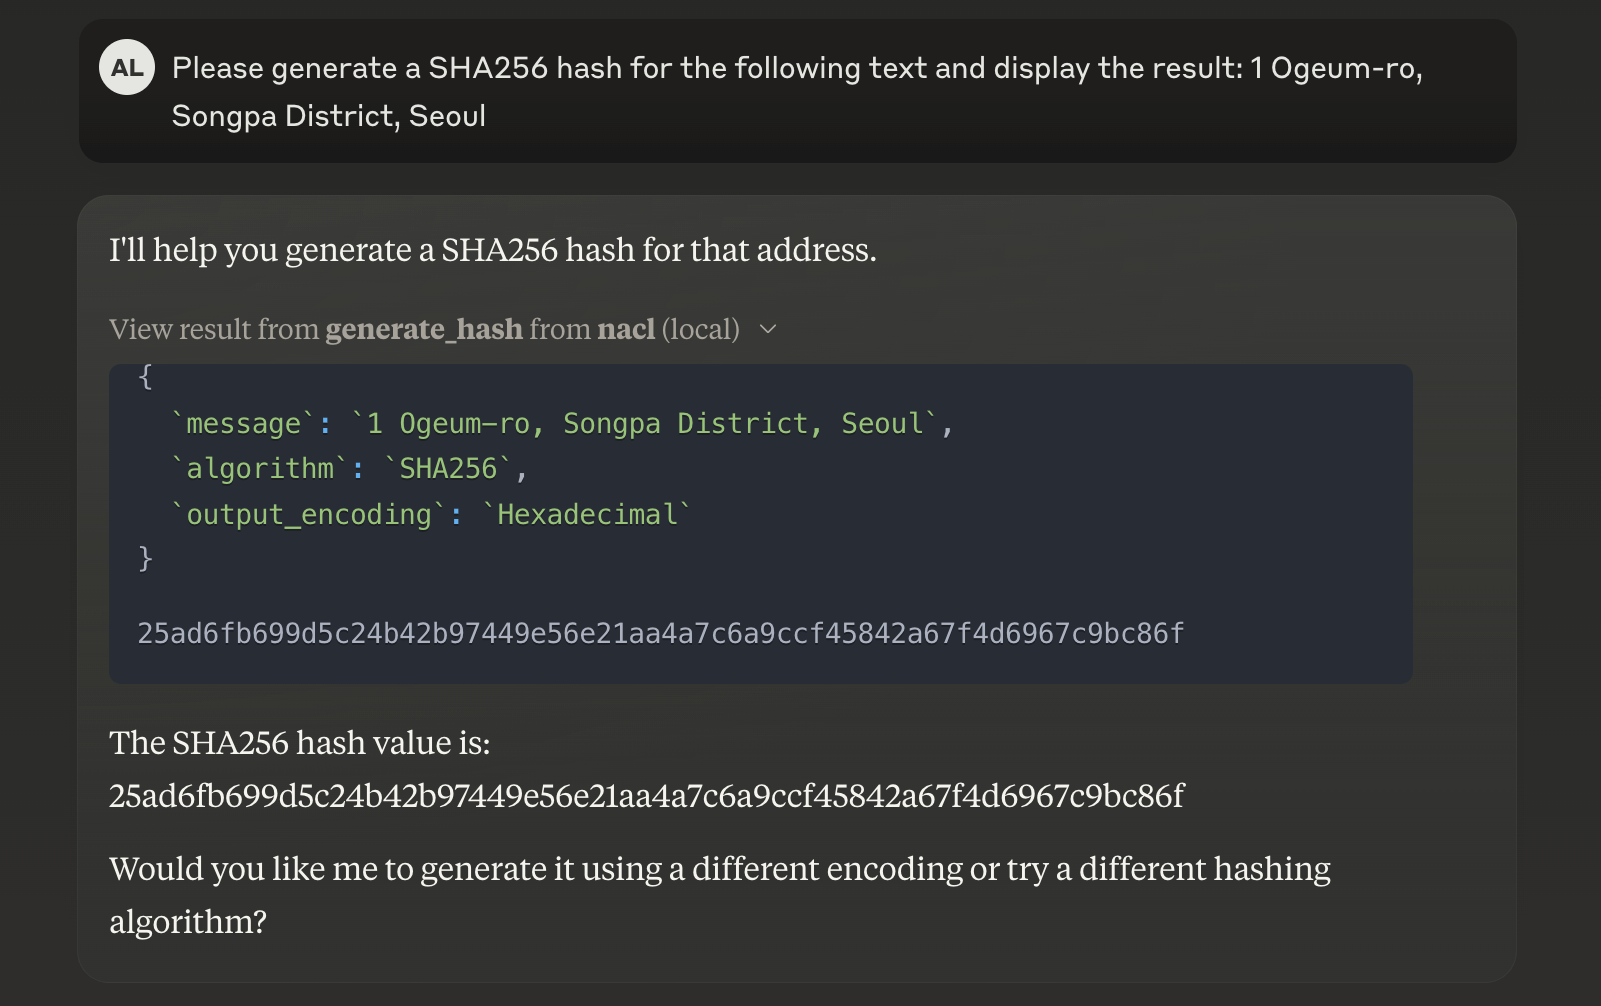 AL
Please generate a SHA256 hash for the following text and display the result: 1 Ogeum-ro,
Songpa District, Seoul
I'll help you generate a SHA256 hash for that address.
View result from generate_hash from nacl (local)
{
`message`: `1 Ogeum-ro, Songpa District, Seoul`,
`algorithm`: `SHA256`,
`output_encoding`: `Hexadecimal`
}
25ad6fb699d5c24b42b97449e56e21aa4a7c6a9ccf45842a67f4d6967c9bc86f
The SHA256 hash value is:
25ad6fb699d5c24b42b97449e56e21aa4a7c6a9ccf45842a67f4d6967c9bc86f
Would you like me to generate it using a different encoding or try a different hashing
algorithm?